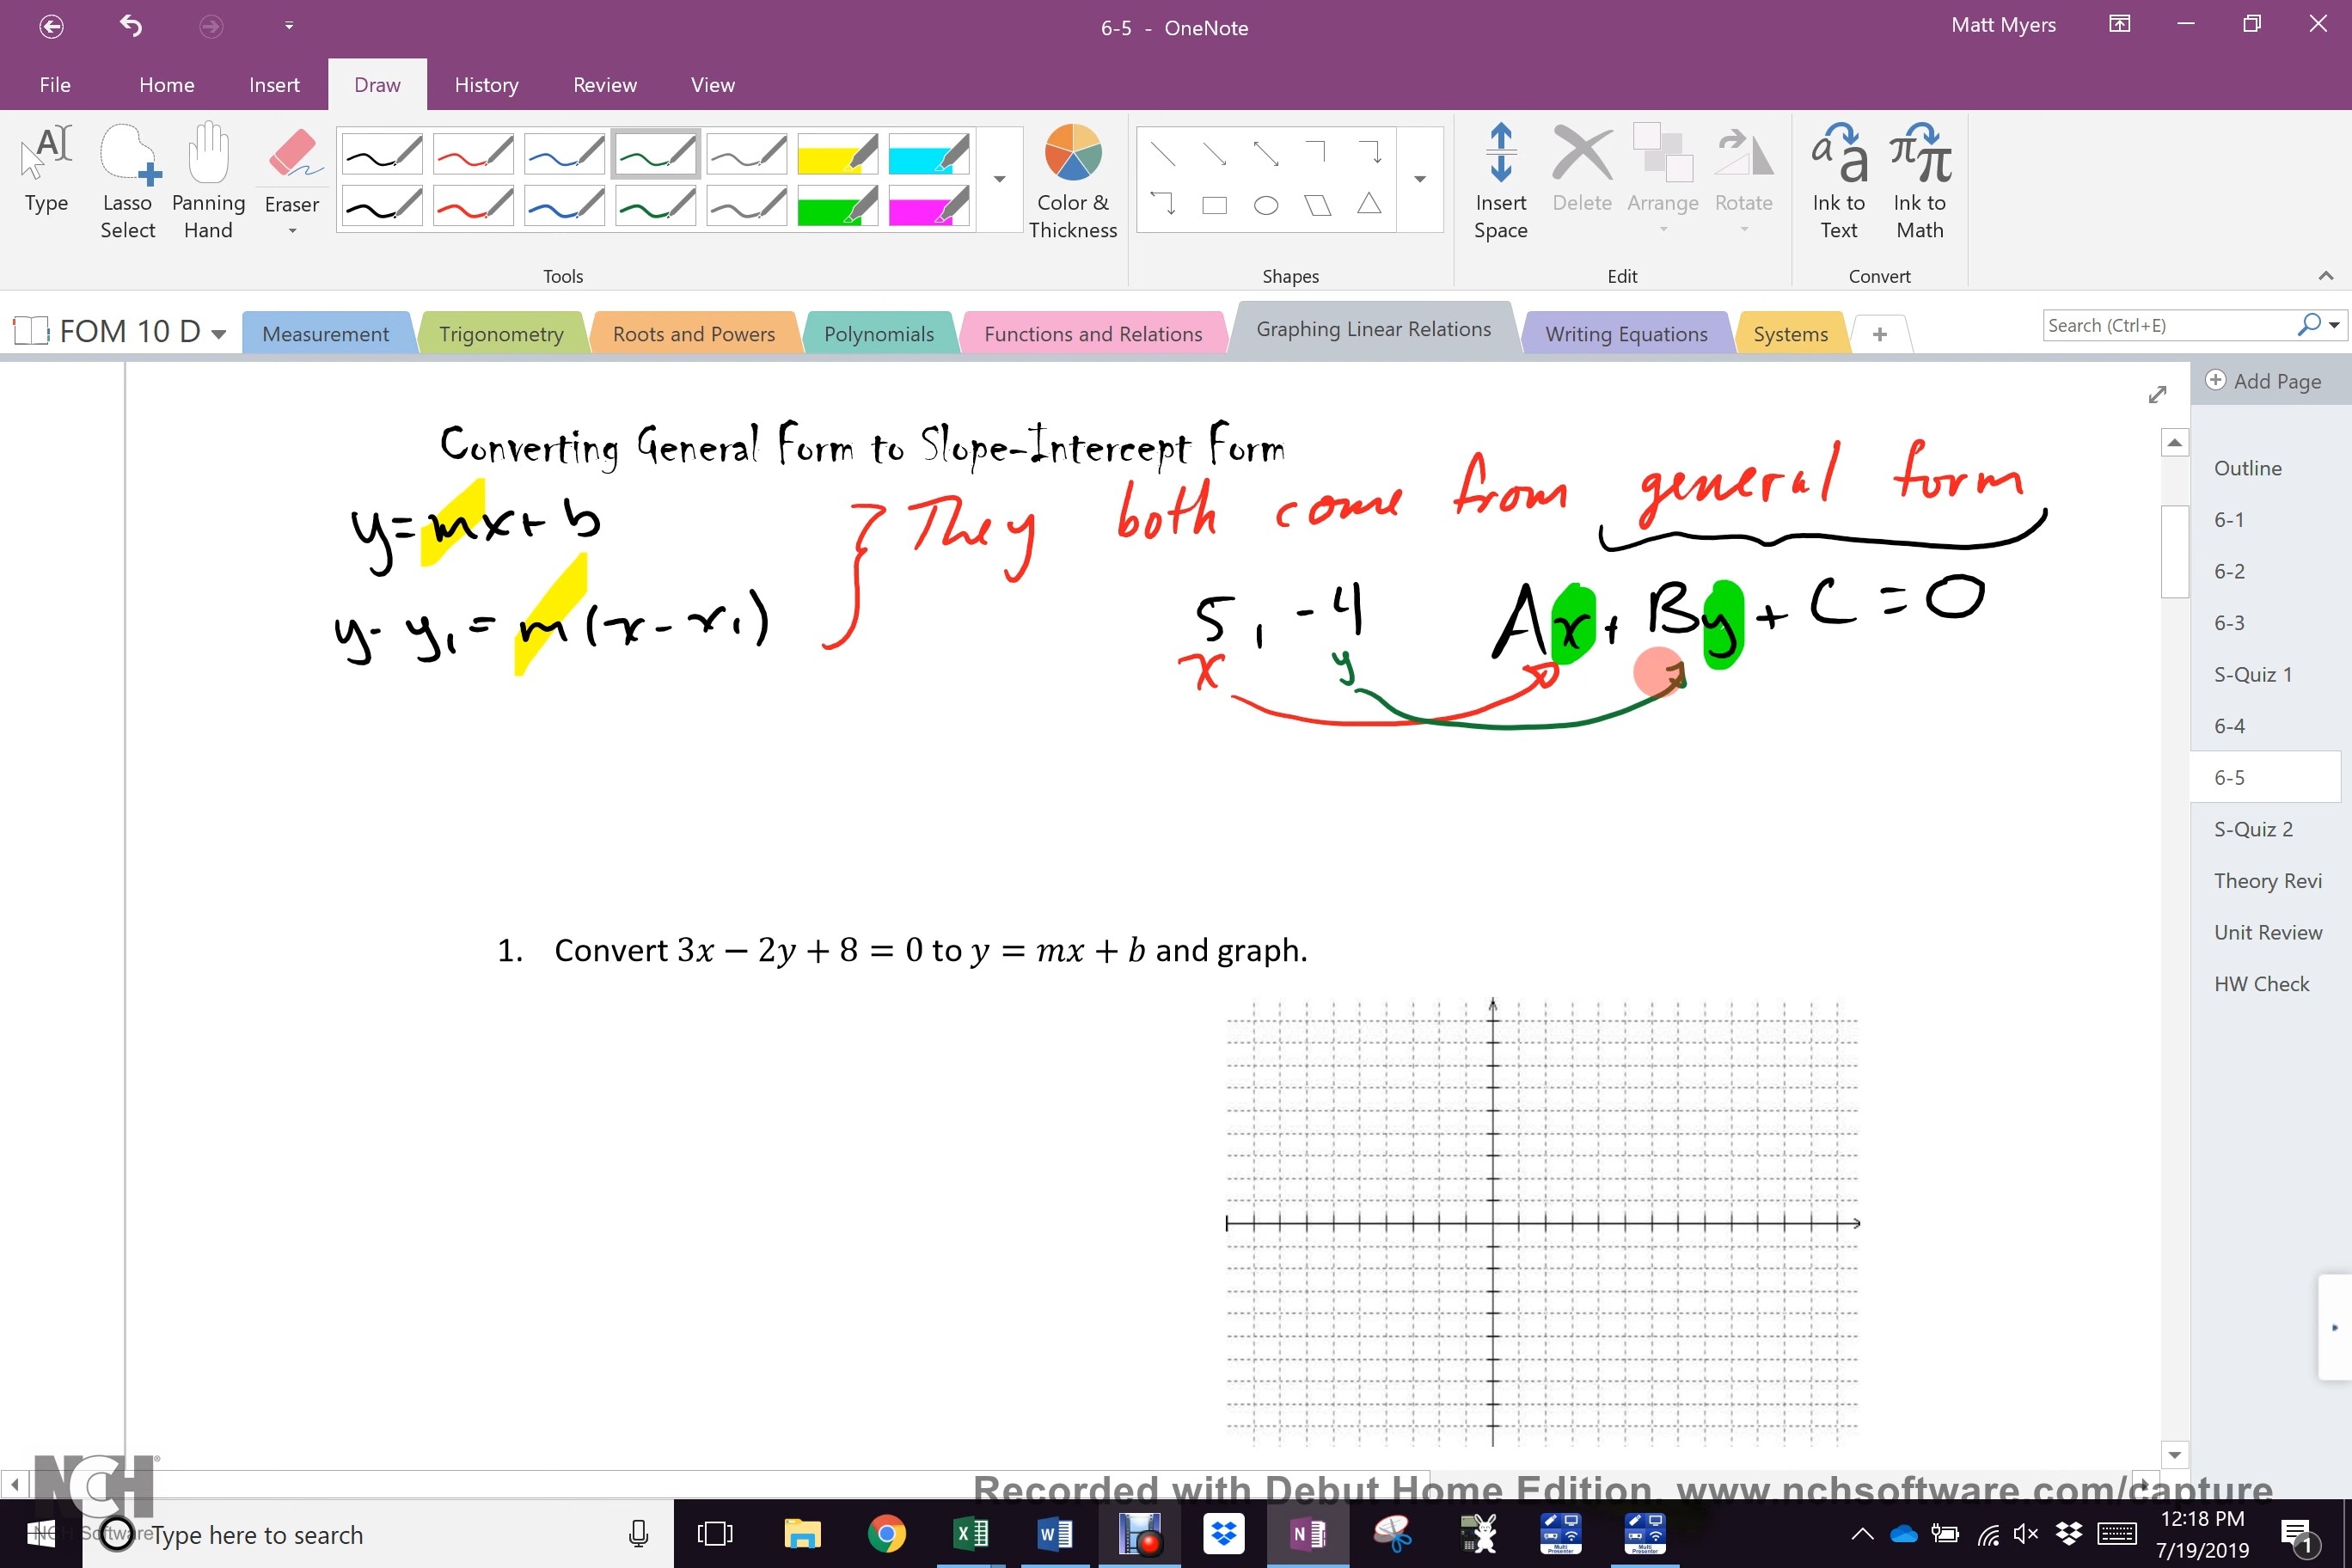 6-5 - OneNote
Matt Myers
File Home Insert Draw History Review View
Type
Lasso Select
Panning Hand
Eraser
Color & Thickness
Insert Space
Delete
Arrange
Rotate
Ink to Text
Ink to Math
Tools Shapes Edit Convert
FOM 10 D Measurement Trigonometry Roots and Powers Polynomials Functions and Relations Graphing Linear Relations Writing Equations Systems
Search (Ctrl+E)
Add Page
Outline
6-1
6-2
6-3
S-Quiz 1
6-4
6-5
S-Quiz 2
Theory Revi
Unit Review
HW Check
Converting General Form to Slope-Intercept Form
y=mx+b
y-y₁=m(x-x₁)
They both come from general form
5, -4
x y
Ax+By+C=0
1. Convert 3x − 2y + 8 = 0 to y = mx + b and graph.
NCH
NCH Software
Recorded with Debut Home Edition. www.nchsoftware.com/capture
Type here to search
12:18 PM
7/19/2019
1